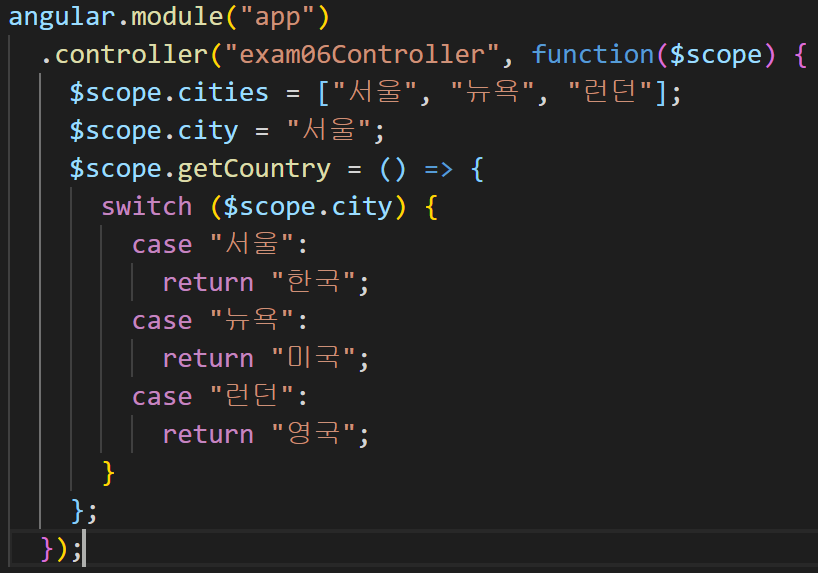 angular.module("app")
  .controller("exam06Controller", function($scope) {
    $scope.cities = ["서울", "뉴욕", "런던"];
    $scope.city = "서울";
    $scope.getCountry = () => {
      switch ($scope.city) {
        case "서울":
          return "한국";
        case "뉴욕":
          return "미국";
        case "런던":
          return "영국";
      }
    };
  });